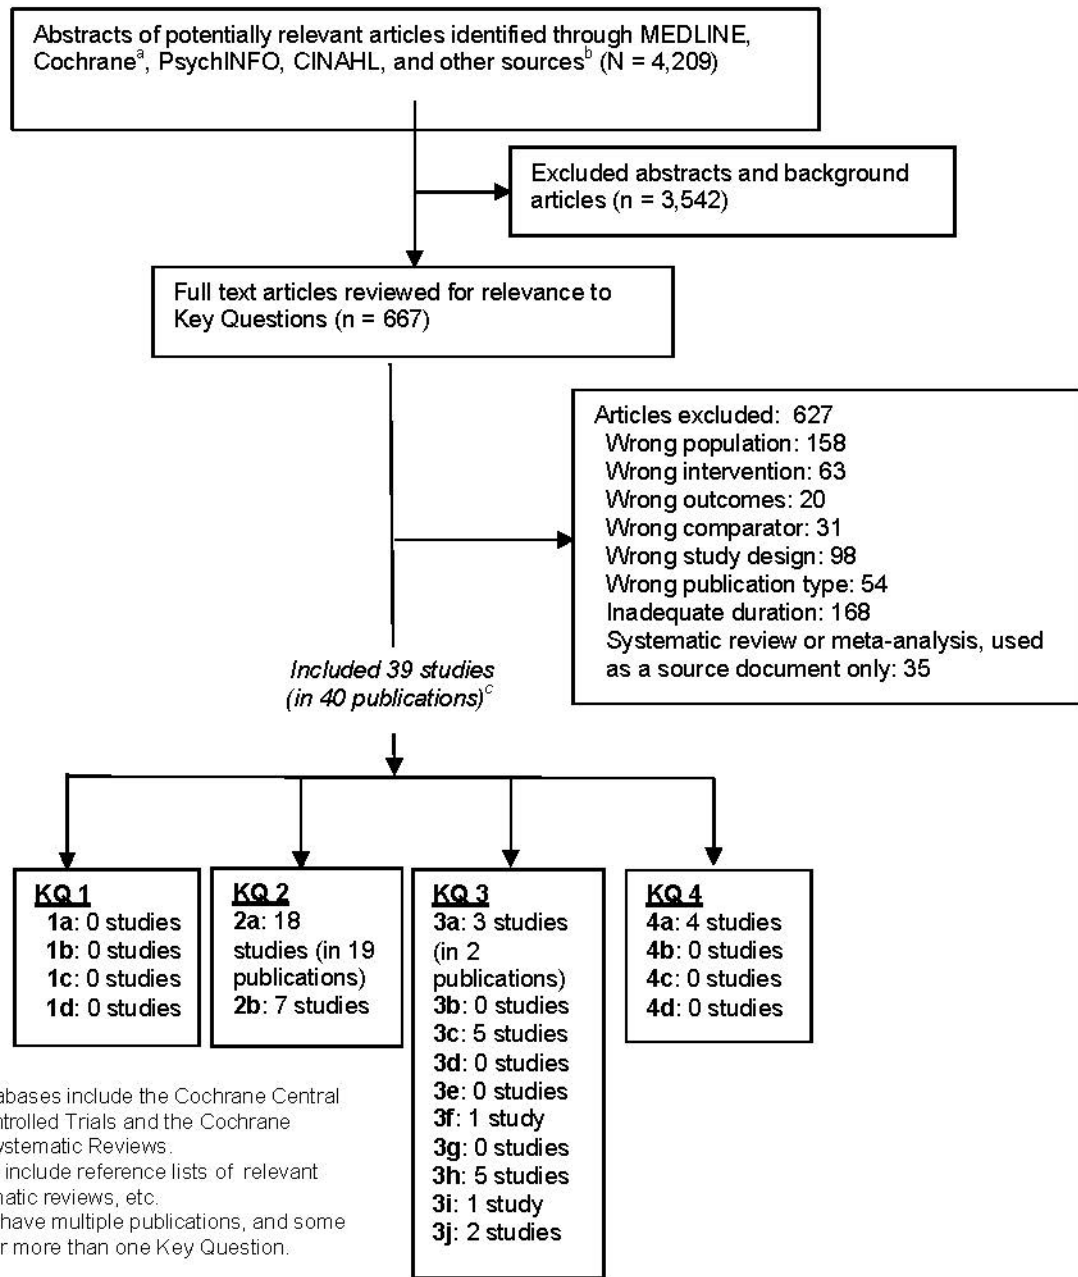 Abstracts of potentially relevant articles identified through MEDLINE,
Cochraneᵃ, PsychINFO, CINAHL, and other sourcesᵇ (N = 4,209)
Excluded abstracts and background
articles (n = 3,542)
Full text articles reviewed for relevance to
Key Questions (n = 667)
Articles excluded: 627
Wrong population: 158
Wrong intervention: 63
Wrong outcomes: 20
Wrong comparator: 31
Wrong study design: 98
Wrong publication type: 54
Inadequate duration: 168
Systematic review or meta-analysis, used
as a source document only: 35
Included 39 studies
(in 40 publications)ᶜ
KQ 1
1a: 0 studies
1b: 0 studies
1c: 0 studies
1d: 0 studies
KQ 2
2a: 18
studies (in 19
publications)
2b: 7 studies
KQ 3
3a: 3 studies
(in 2
publications)
3b: 0 studies
3c: 5 studies
3d: 0 studies
3e: 0 studies
3f: 1 study
3g: 0 studies
3h: 5 studies
3i: 1 study
3j: 2 studies
KQ 4
4a: 4 studies
4b: 0 studies
4c: 0 studies
4d: 0 studies
include the Cochrane Central
Trials and the Cochrane
Reviews.
include reference lists of relevant
reviews, etc.
have multiple publications, and some
more than one Key Question.